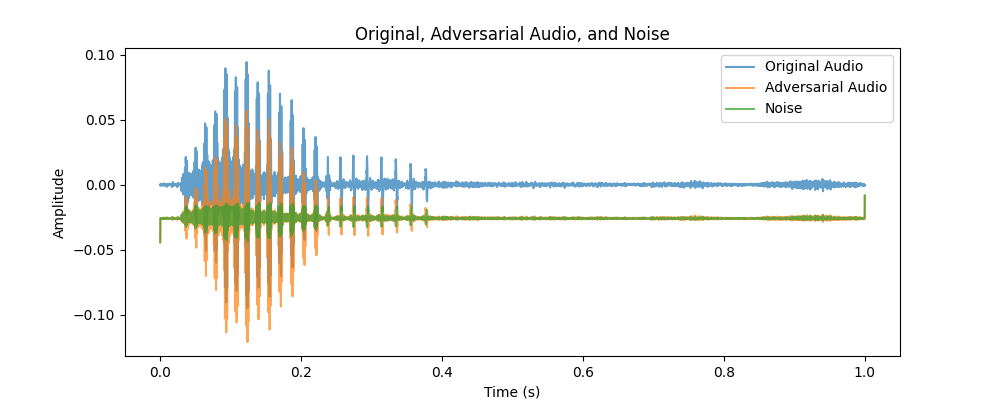 Original, Adversarial Audio, and Noise
Original Audio
Adversarial Audio
Noise
0.10
0.05
0.00
−0.05
−0.10
Amplitude
0.0
0.2
0.4
0.6
0.8
1.0
Time (s)